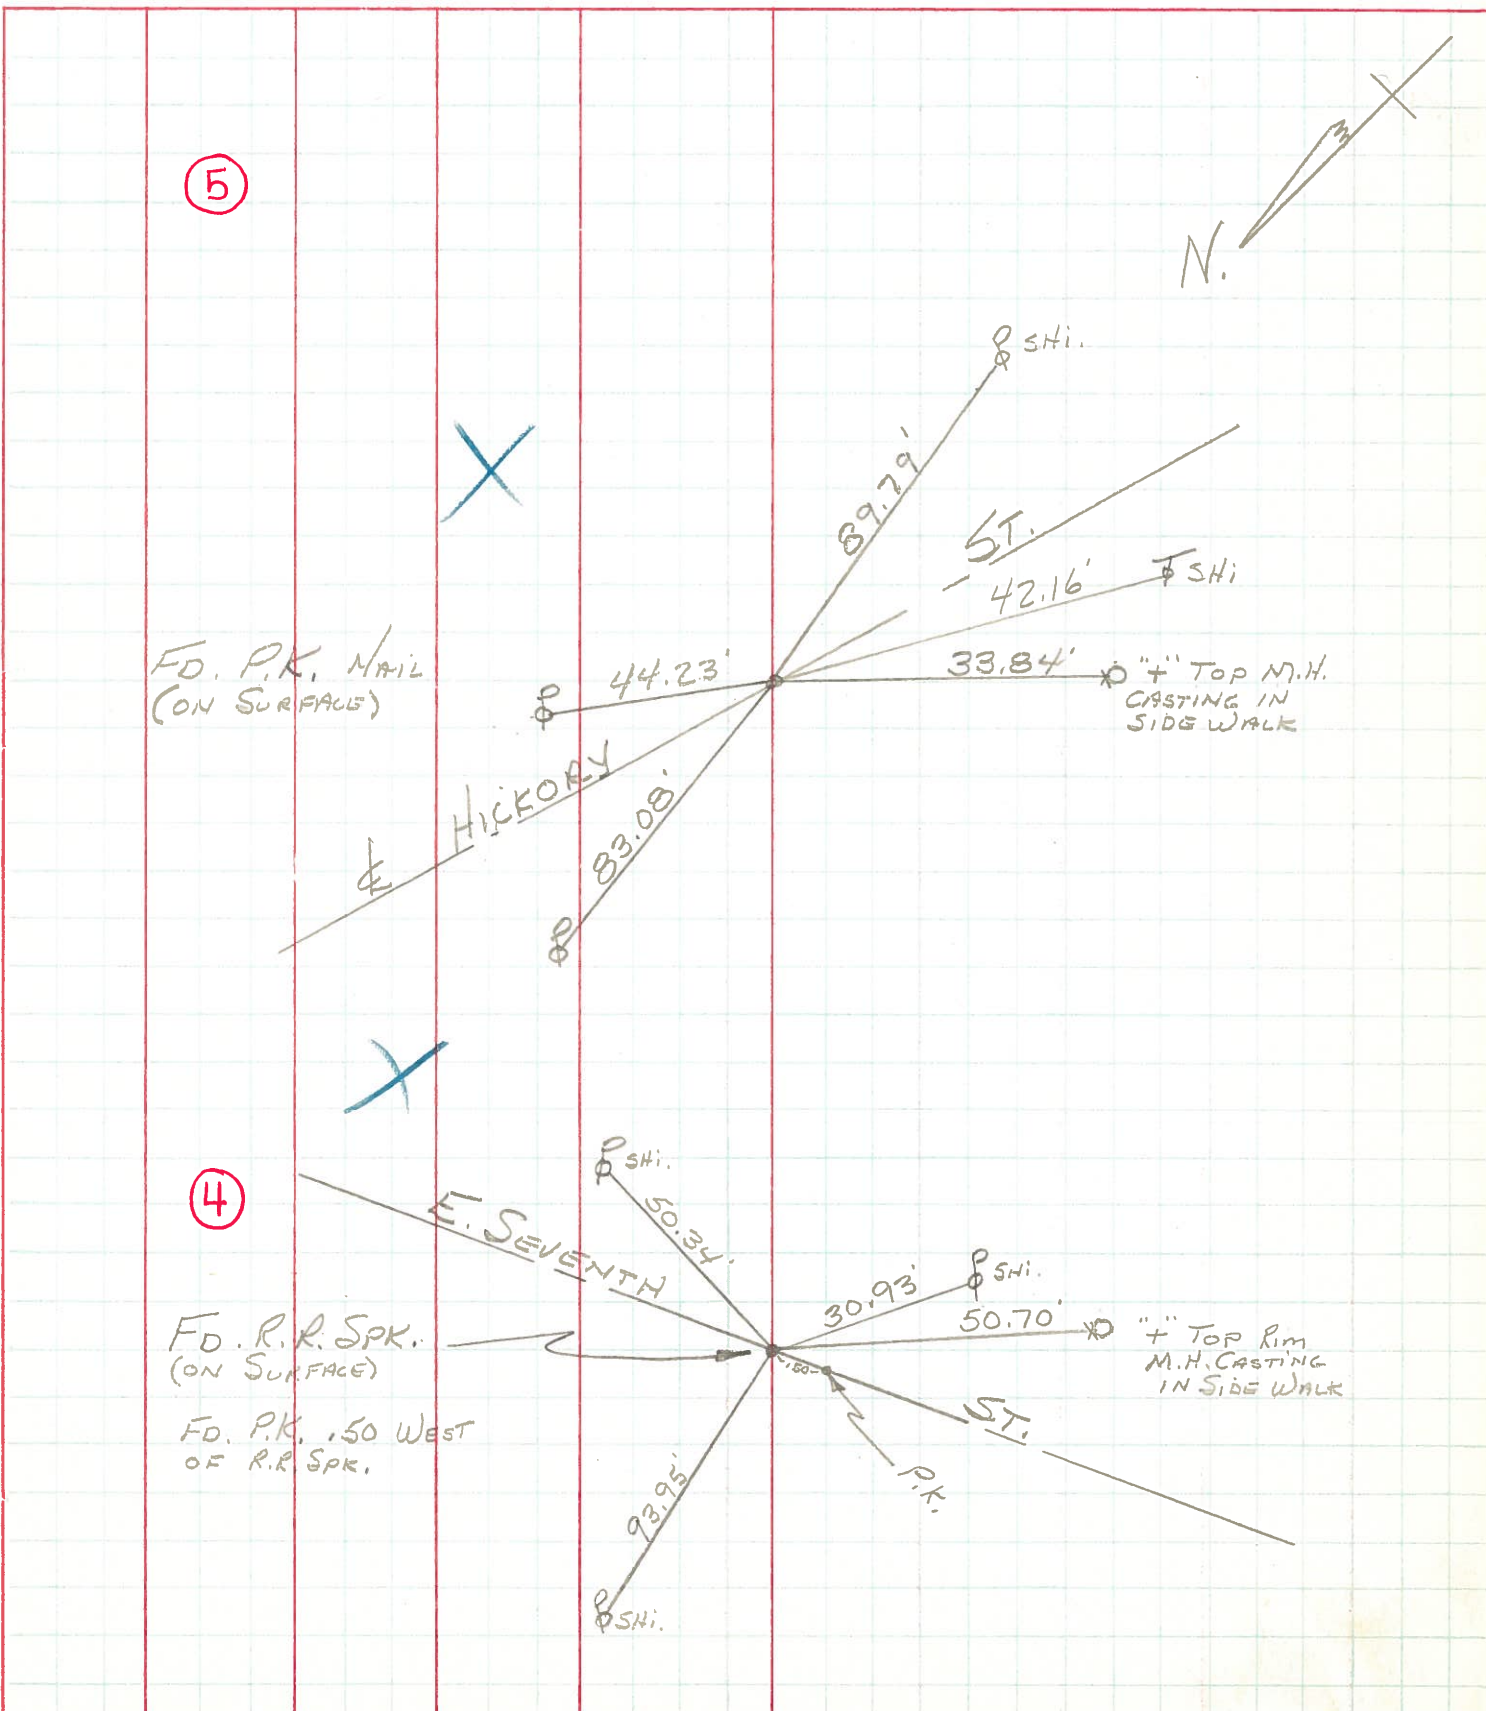 5
N.
SHi.
89.79'
ST.
42.16'
SHi
FD. P.K. NAIL
(ON SURFACE)
44.23'
33.84'
"+" TOP M.H.
CASTING IN
SIDE WALK
℄ HICKORY
83.08'
4
SHi.
E. SEVENTH
50.34'
30.93'
SHi.
50.70'
"+" TOP RIM
M.H. CASTING
IN SIDE WALK
FD. R.R. SPK.
(ON SURFACE)
.50
ST.
FD. P.K. .50 WEST
OF R.R. SPK.
P.K.
93.95'
SHi.